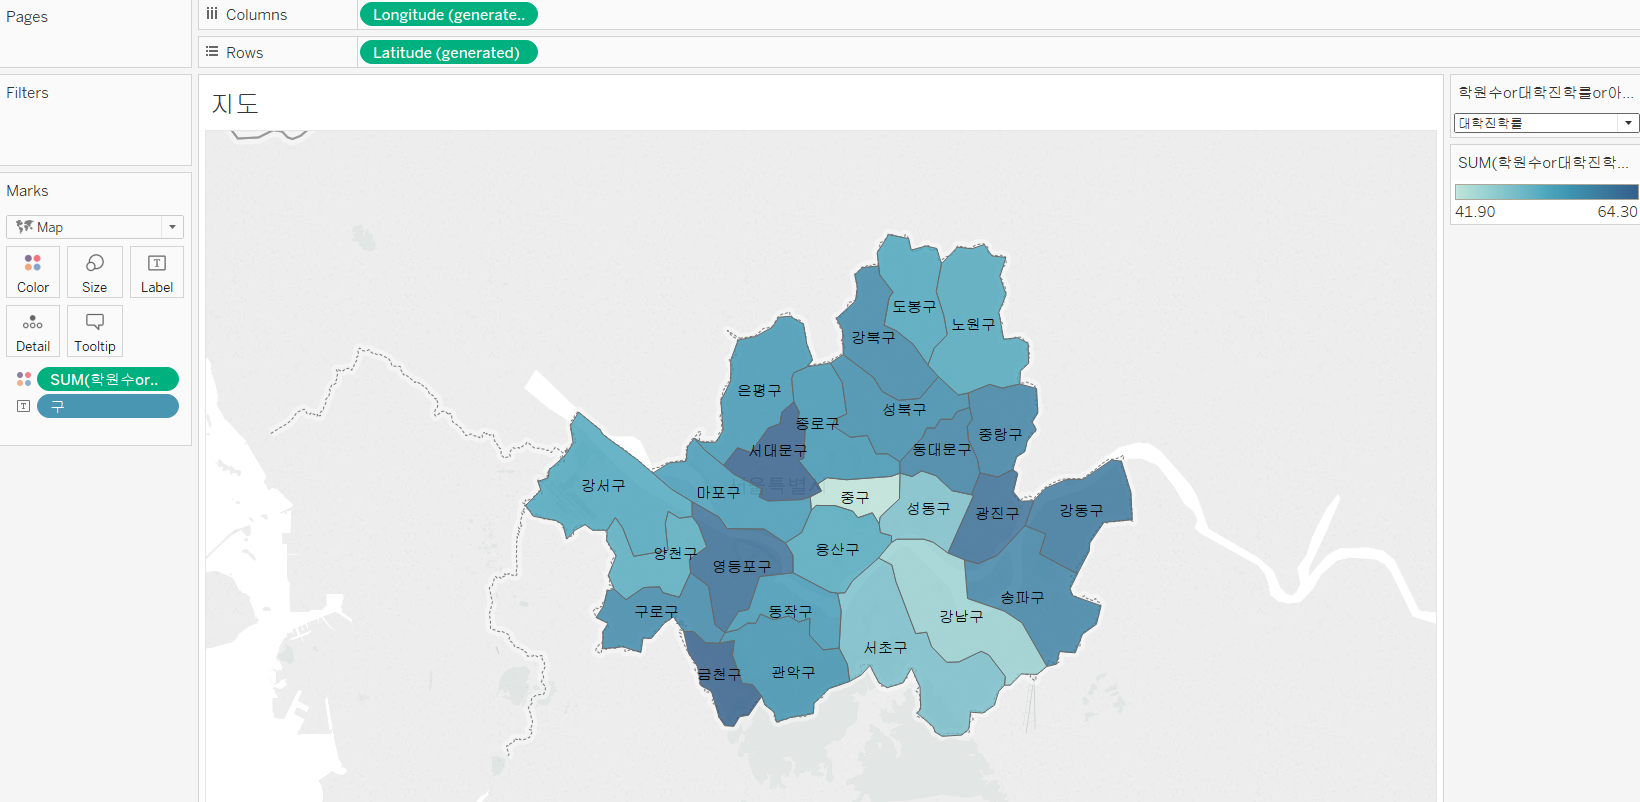 Pages
Columns
Longitude (generate..
Rows
Latitude (generated)
Filters
지도
학원수or대학진학률or아...
대학진학률
SUM(학원수or대학진학...
41.90
64.30
Marks
Map
Color
Size
Label
Detail
Tooltip
SUM(학원수or..
구
도봉구
노원구
강북구
은평구
성북구
종로구
중랑구
동대문구
서대문구
강서구
마포구
서울특별시
중구
성동구
광진구
강동구
용산구
양천구
영등포구
송파구
구로구
동작구
강남구
서초구
금천구
관악구